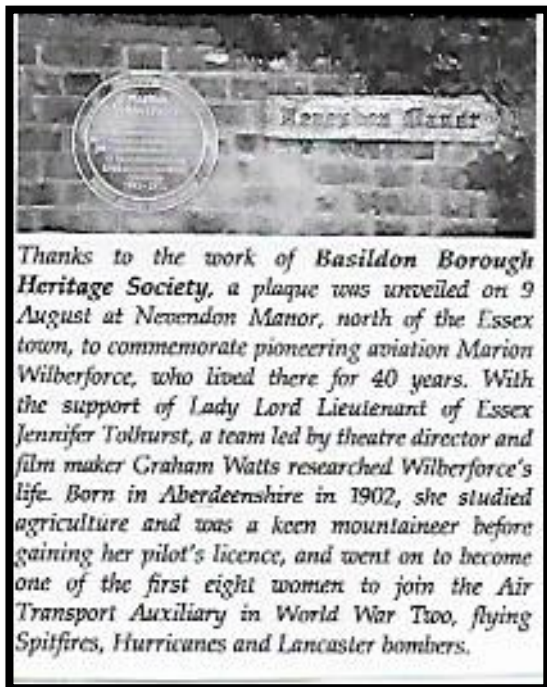 Nevendon Manor
Thanks to the work of Basildon Borough
Heritage Society, a plaque was unveiled on 9
August at Nevendon Manor, north of the Essex
town, to commemorate pioneering aviation Marion
Wilberforce, who lived there for 40 years. With
the support of Lady Lord Lieutenant of Essex
Jennifer Tolhurst, a team led by theatre director and
film maker Graham Watts researched Wilberforce's
life. Born in Aberdeenshire in 1902, she studied
agriculture and was a keen mountaineer before
gaining her pilot's licence, and went on to become
one of the first eight women to join the Air
Transport Auxiliary in World War Two, flying
Spitfires, Hurricanes and Lancaster bombers.